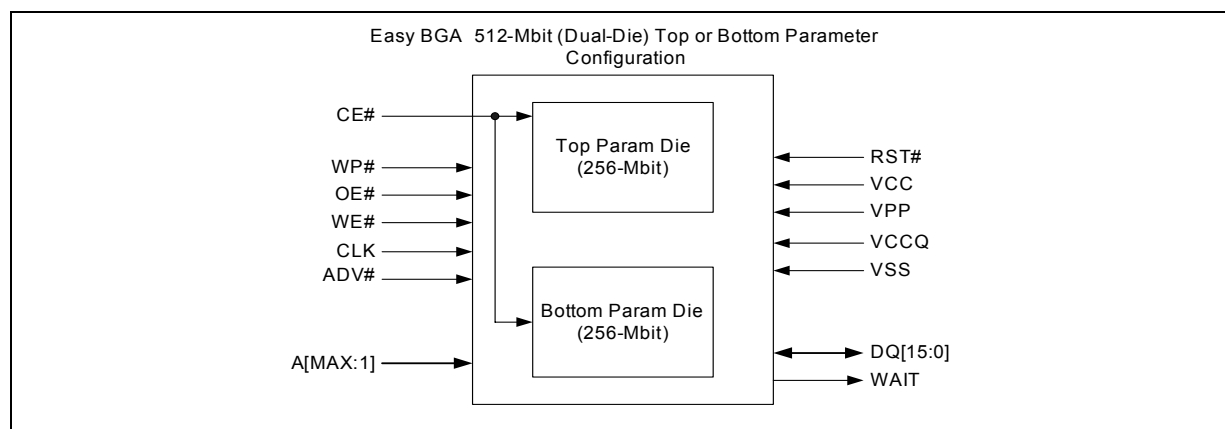 Easy BGA 512-Mbit (Dual-Die) Top or Bottom Parameter
Configuration
CE#
WP#
OE#
WE#
CLK
ADV#
A[MAX:1]
Top Param Die
(256-Mbit)
Bottom Param Die
(256-Mbit)
RST#
VCC
VPP
VCCQ
VSS
DQ[15:0]
WAIT